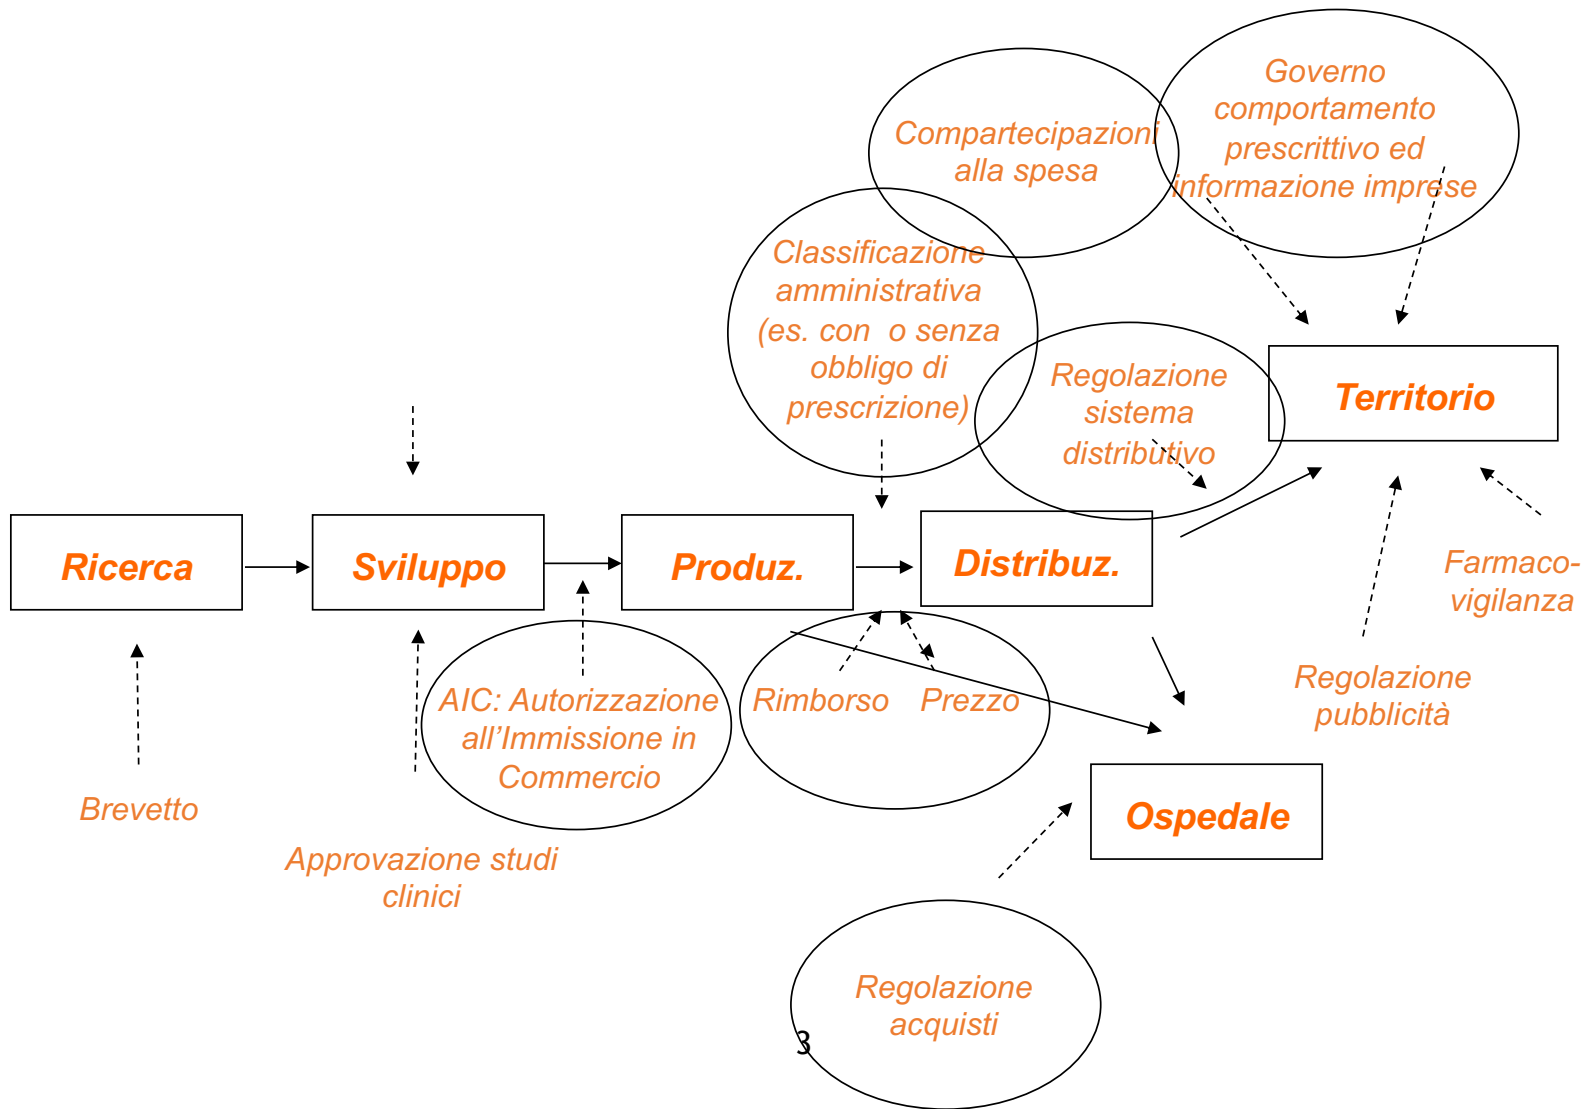 Governo
comportamento
prescrittivo ed
informazione imprese
Compartecipazioni
alla spesa
Classificazione
amministrativa
(es. con o senza
obbligo di
prescrizione)
Regolazione
sistema
distributivo
Territorio
Ricerca
Sviluppo
Produz.
Distribuz.
Farmaco-
vigilanza
Regolazione
pubblicità
AIC: Autorizzazione
all’Immissione in
Commercio
Rimborso
Prezzo
Brevetto
Approvazione studi
clinici
Ospedale
Regolazione
acquisti
3